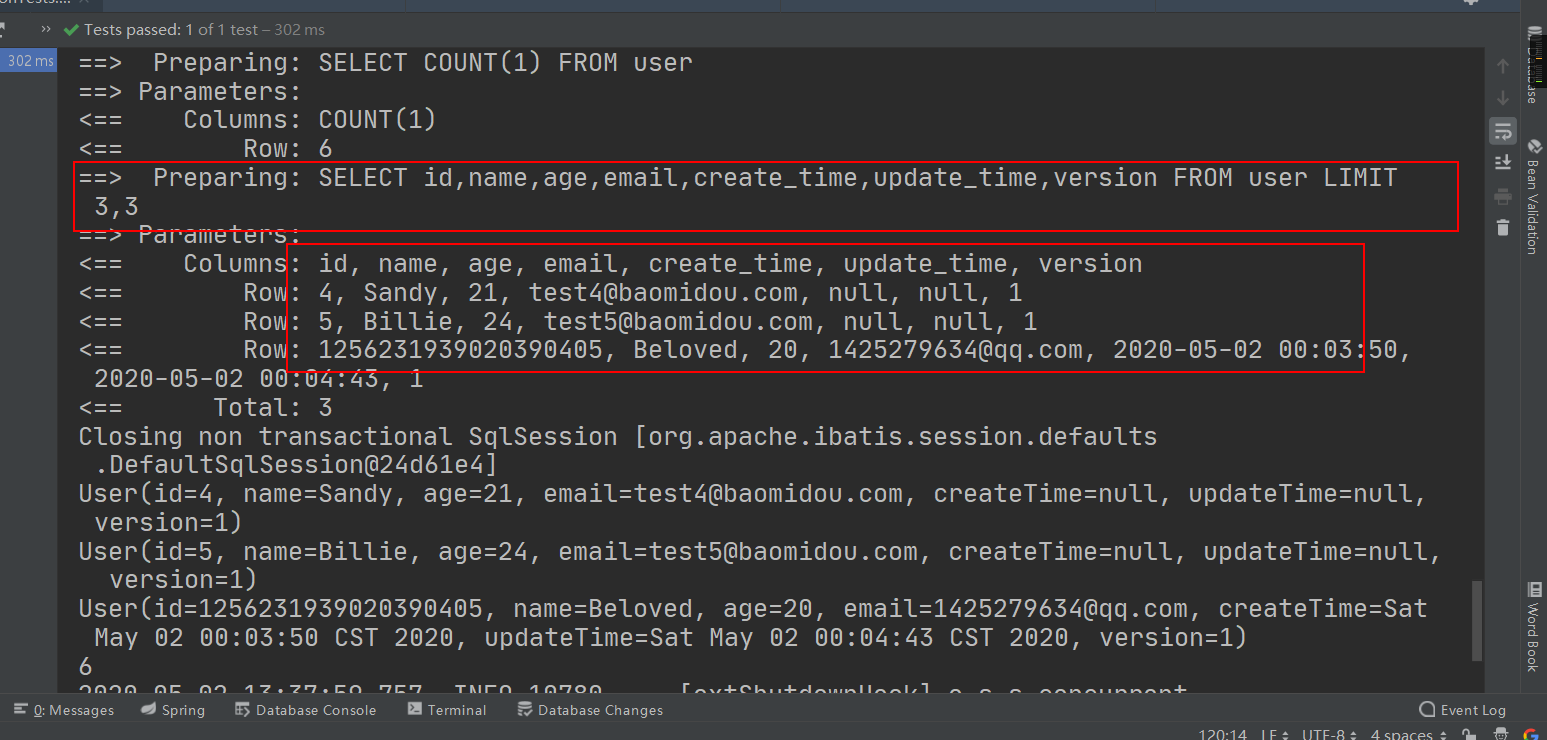 Tests passed: 1 of 1 test – 302 ms
302 ms
==>  Preparing: SELECT COUNT(1) FROM user
==> Parameters:
<==    Columns: COUNT(1)
<==        Row: 6
==>  Preparing: SELECT id,name,age,email,create_time,update_time,version FROM user LIMIT
3,3
==> Parameters:
<==    Columns: id, name, age, email, create_time, update_time, version
<==        Row: 4, Sandy, 21, test4@baomidou.com, null, null, 1
<==        Row: 5, Billie, 24, test5@baomidou.com, null, null, 1
<==        Row: 1256231939020390405, Beloved, 20, 1425279634@qq.com, 2020-05-02 00:03:50,
2020-05-02 00:04:43, 1
<==      Total: 3
Closing non transactional SqlSession [org.apache.ibatis.session.defaults
.DefaultSqlSession@24d61e4]
User(id=4, name=Sandy, age=21, email=test4@baomidou.com, createTime=null, updateTime=null,
version=1)
User(id=5, name=Billie, age=24, email=test5@baomidou.com, createTime=null, updateTime=null,
version=1)
User(id=1256231939020390405, name=Beloved, age=20, email=1425279634@qq.com, createTime=Sat
May 02 00:03:50 CST 2020, updateTime=Sat May 02 00:04:43 CST 2020, version=1)
6
2020-05-02 13:37:59.757  INFO 10780
Bean Validation
Word Book
0: Messages
Spring
Database Console
Terminal
Database Changes
Event Log
120:14
LF
UTF-8
4 spaces